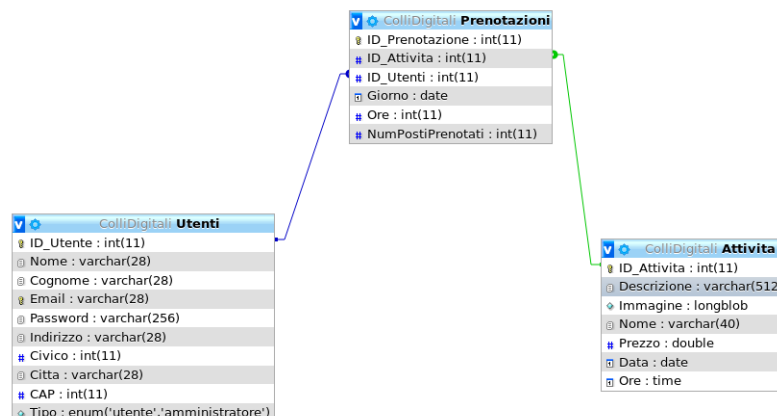 ColliDigitali Prenotazioni
ID_Prenotazione : int(11)
ID_Attivita : int(11)
ID_Utenti : int(11)
Giorno : date
Ore : int(11)
NumPostiPrenotati : int(11)
ColliDigitali Utenti
ID_Utente : int(11)
Nome : varchar(28)
Cognome : varchar(28)
Email : varchar(28)
Password : varchar(256)
Indirizzo : varchar(28)
Civico : int(11)
Citta : varchar(28)
CAP : int(11)
Tipo : enum('utente','amministratore')
ColliDigitali Attivita
ID_Attivita : int(11)
Descrizione : varchar(512
Immagine : longblob
Nome : varchar(40)
Prezzo : double
Data : date
Ore : time